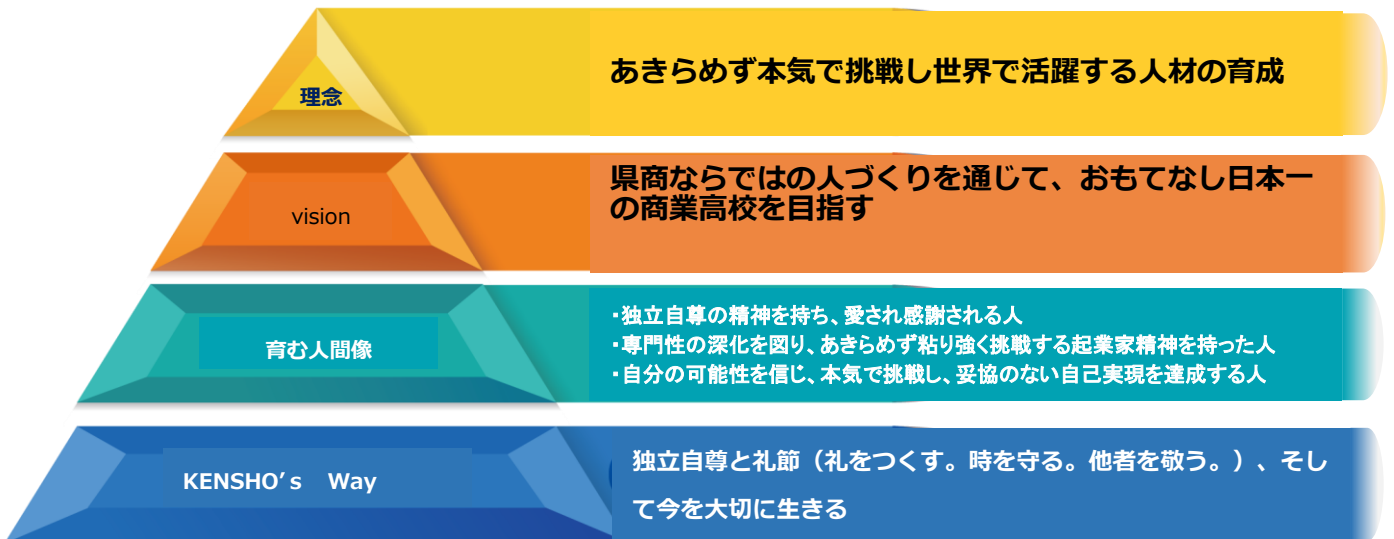 理念
あきらめず本気で挑戦し世界で活躍する人材の育成
vision
県商ならではの人づくりを通じて、おもてなし日本一
の商業高校を目指す
育む人間像
・独立自尊の精神を持ち、愛され感謝される人
・専門性の深化を図り、あきらめず粘り強く挑戦する起業家精神を持った人
・自分の可能性を信じ、本気で挑戦し、妥協のない自己実現を達成する人
KENSHO’s　Way
独立自尊と礼節（礼をつくす。時を守る。他者を敬う。）、そし
て今を大切に生きる